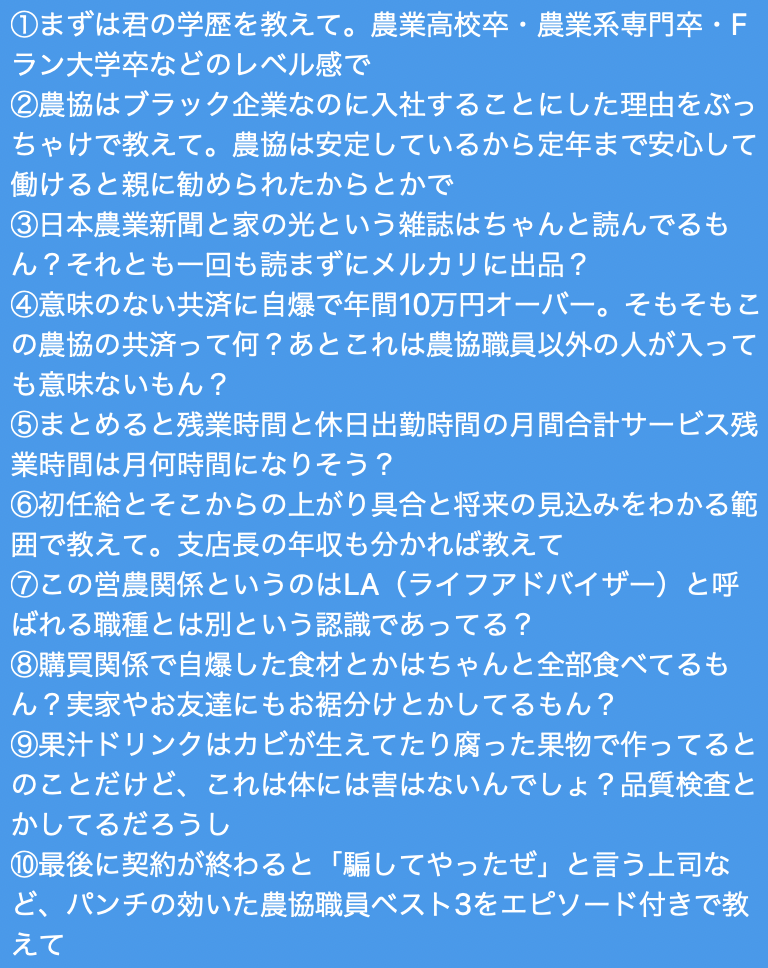 ①まずは君の学歴を教えて。農業高校卒・農業系専門卒・F
ラン大学卒などのレベル感で
②農協はブラック企業なのに入社することにした理由をぶっ
ちゃけで教えて。農協は安定しているから定年まで安心して
働けると親に勧められたからとかで
③日本農業新聞と家の光という雑誌はちゃんと読んでるも
ん？それとも一回も読まずにメルカリに出品？
④意味のない共済に自爆で年間10万円オーバー。そもそもこ
の農協の共済って何？あとこれは農協職員以外の人が入って
も意味ないもん？
⑤まとめると残業時間と休日出勤時間の月間合計サービス残
業時間は月何時間になりそう？
⑥初任給とそこからの上がり具合と将来の見込みをわかる範
囲で教えて。支店長の年収も分かれば教えて
⑦この営農関係というのはLA（ライフアドバイザー）と呼
ばれる職種とは別という認識であってる？
⑧購買関係で自爆した食材とかはちゃんと全部食べてるも
ん？実家やお友達にもお裾分けとかしてるもん？
⑨果汁ドリンクはカビが生えてたり腐った果物で作ってると
のことだけど、これは体には害はないんでしょ？品質検査と
かしてるだろうし
⑩最後に契約が終わると「騙してやったぜ」と言う上司な
ど、パンチの効いた農協職員ベスト3をエピソード付きで教
えて